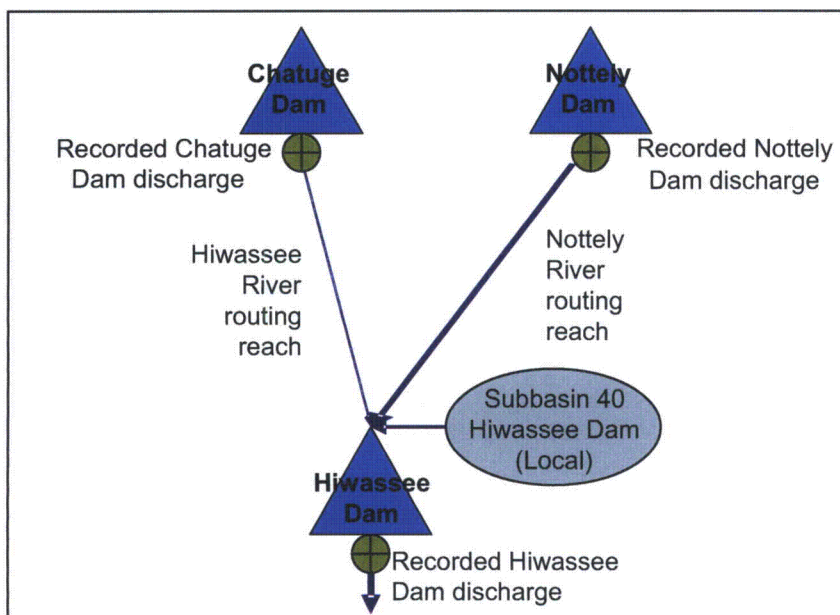 Chatuge
Dam
Nottely
Dam
Recorded Chatuge
Dam discharge
Recorded Nottely
Dam discharge
Hiwassee
River
routing
reach
Nottely
River
routing
reach
Subbasin 40
Hiwassee Dam
(Local)
Hiwassee
Dam
Recorded Hiwassee
Dam discharge